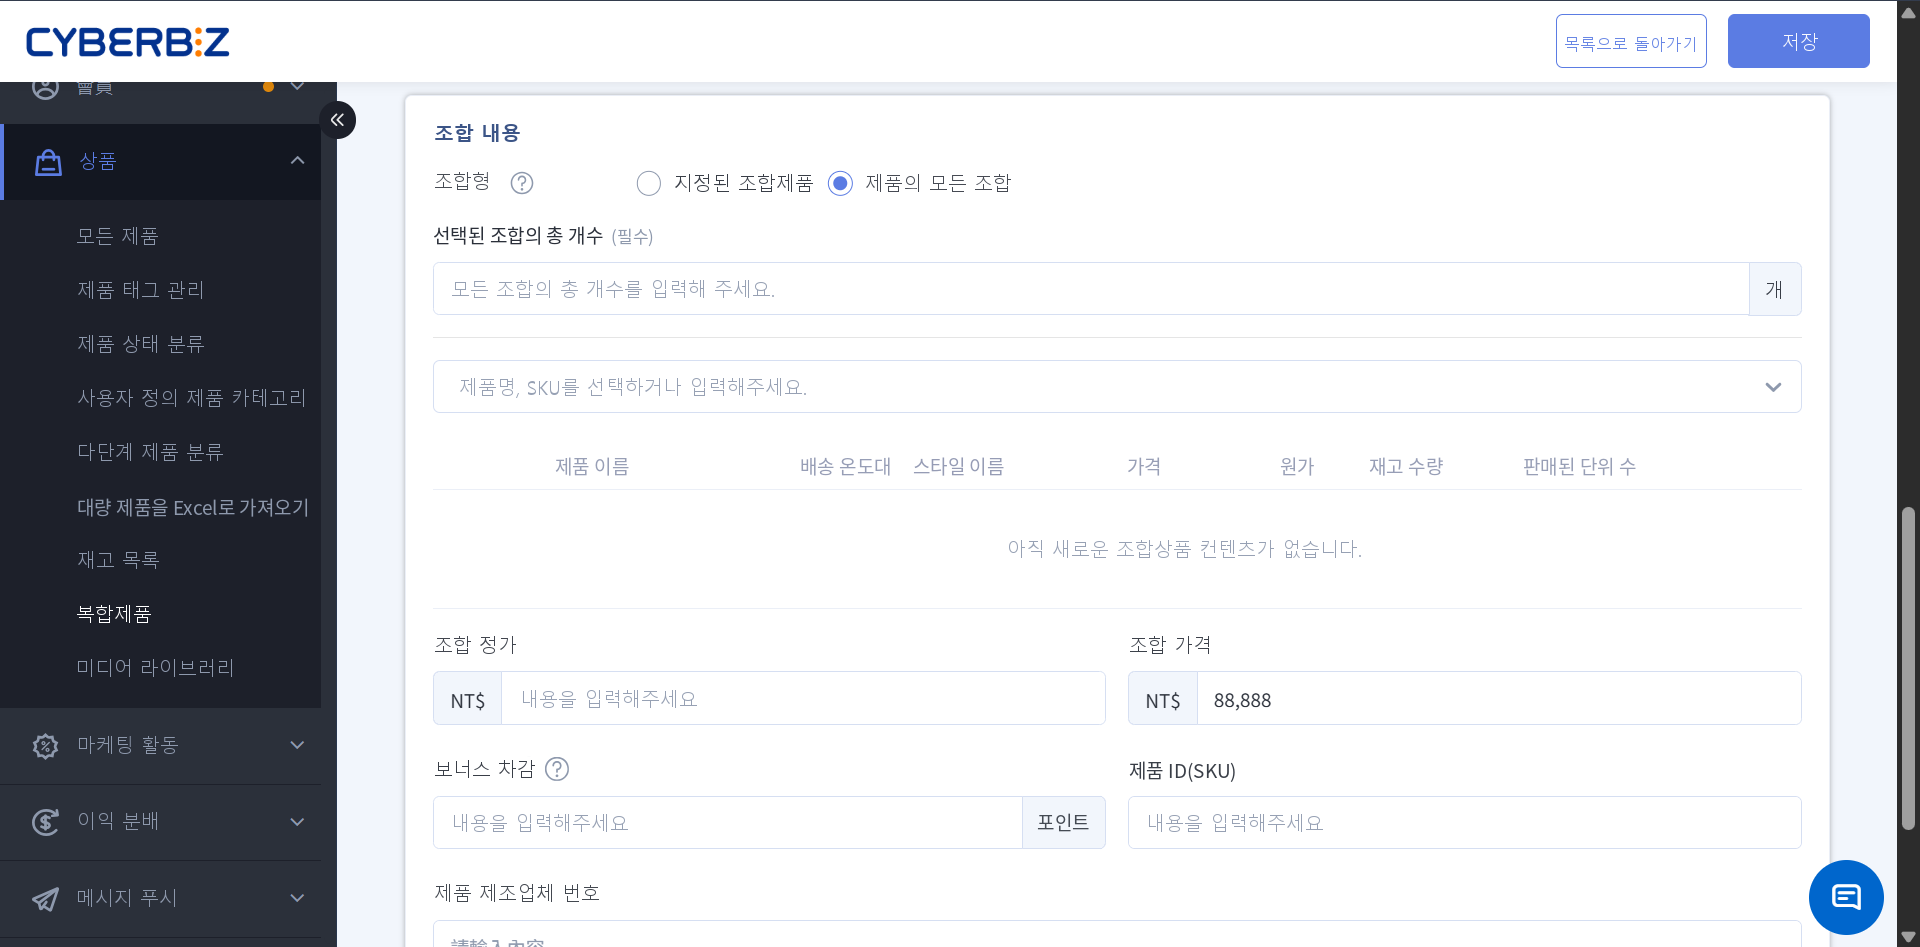 CYBERBIZ
목록으로 돌아가기
저장
會員
상품
모든 제품
제품 태그 관리
제품 상태 분류
사용자 정의 제품 카테고리
다단계 제품 분류
대량 제품을 Excel로 가져오기
재고 목록
복합제품
미디어 라이브러리
마케팅 활동
이익 분배
메시지 푸시
조합 내용
조합형
지정된 조합제품
제품의 모든 조합
선택된 조합의 총 개수 (필수)
모든 조합의 총 개수를 입력해 주세요.
개
제품명, SKU를 선택하거나 입력해주세요.
제품 이름 배송 온도대 스타일 이름 가격 원가 재고 수량 판매된 단위 수
아직 새로운 조합상품 컨텐츠가 없습니다.
조합 정가
NT$ 내용을 입력해주세요
조합 가격
NT$ 88,888
보너스 차감
내용을 입력해주세요 포인트
제품 ID(SKU)
내용을 입력해주세요
제품 제조업체 번호
請輸入內容